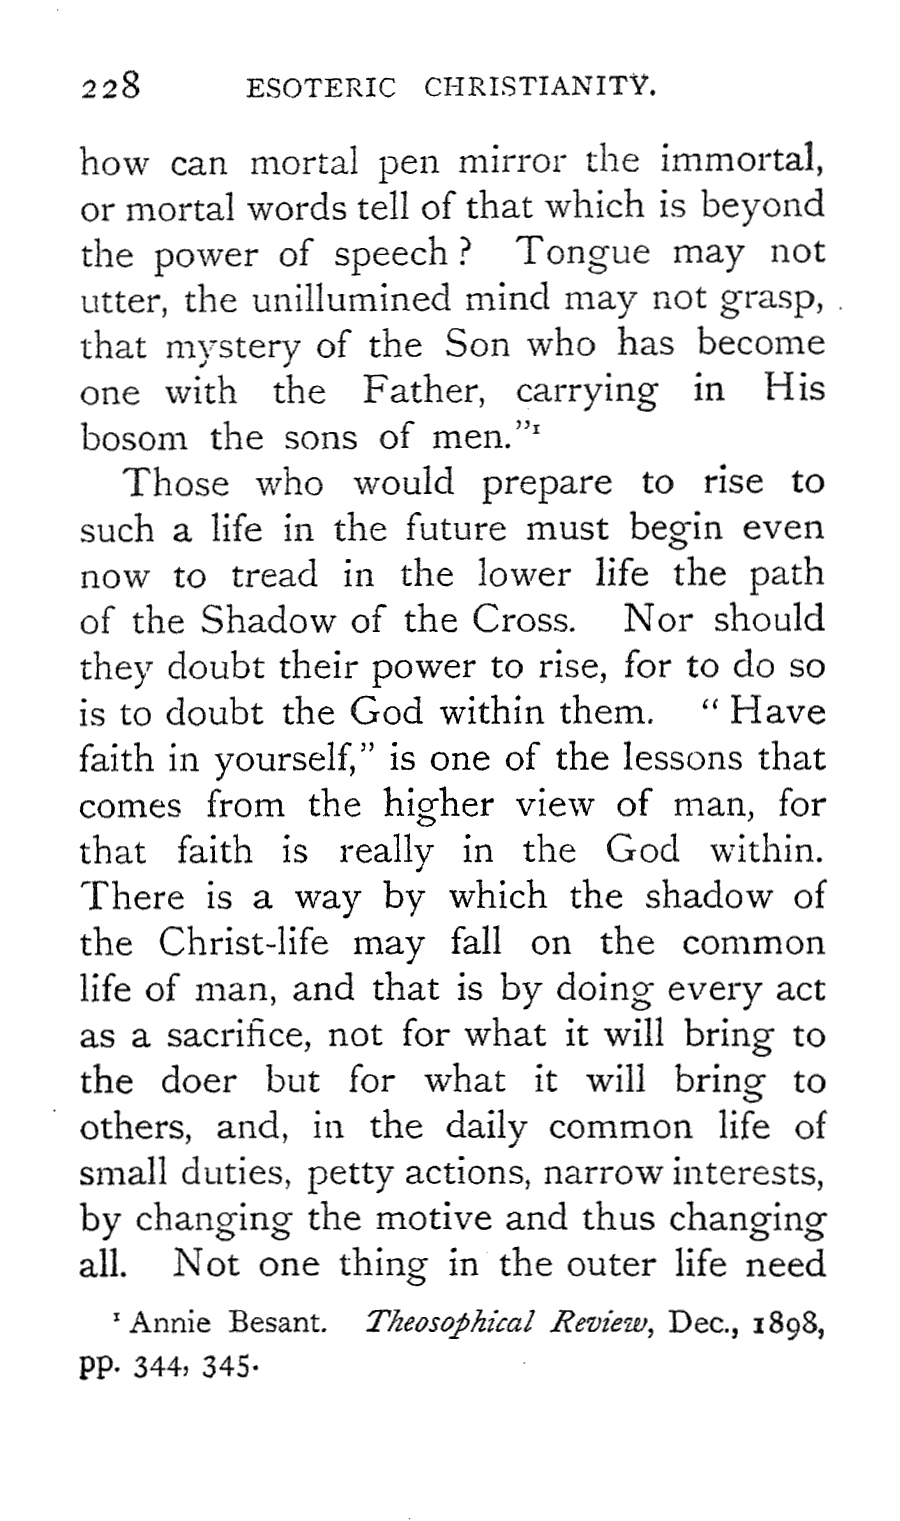 228 ESOTERIC CHRISTIANITY.
how can mortal pen mirror the immortal,
or mortal words tell of that which is beyond
the power of speech? Tongue may not
utter, the unillumined mind may not grasp,
that mystery of the Son who has become
one with the Father, carrying in His
bosom the sons of men."¹
Those who would prepare to rise to
such a life in the future must begin even
now to tread in the lower life the path
of the Shadow of the Cross. Nor should
they doubt their power to rise, for to do so
is to doubt the God within them. "Have
faith in yourself," is one of the lessons that
comes from the higher view of man, for
that faith is really in the God within.
There is a way by which the shadow of
the Christ-life may fall on the common
life of man, and that is by doing every act
as a sacrifice, not for what it will bring to
the doer but for what it will bring to
others, and, in the daily common life of
small duties, petty actions, narrow interests,
by changing the motive and thus changing
all. Not one thing in the outer life need
¹ Annie Besant. Theosophical Review, Dec., 1898,
pp. 344, 345.